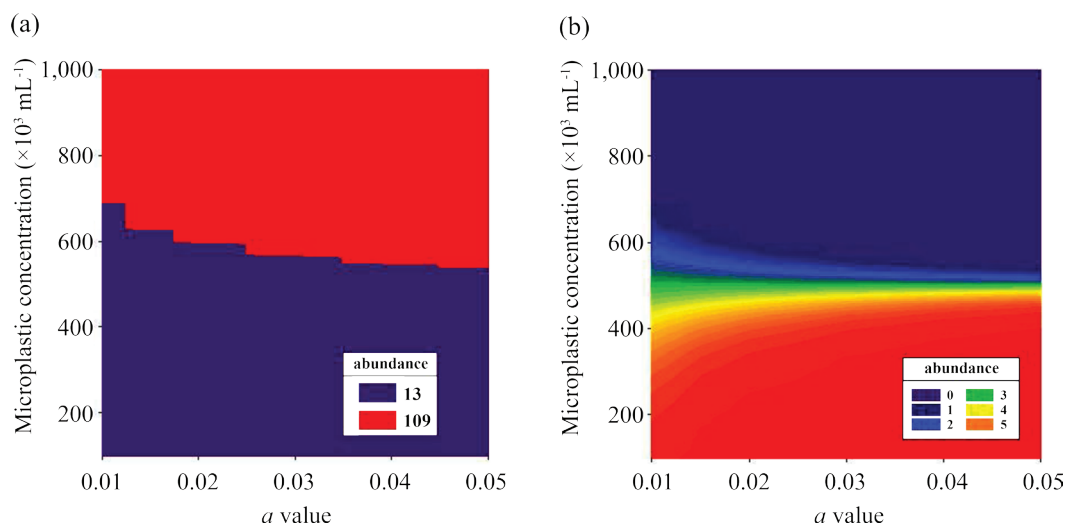 (a)
Microplastic concentration (×10³ mL⁻¹)
1,000
800
600
400
200
abundance
13
109
0.01 0.02 0.03 0.04 0.05
a value
(b)
Microplastic concentration (×10³ mL⁻¹)
1,000
800
600
400
200
abundance
0 3
1 4
2 5
0.01 0.02 0.03 0.04 0.05
a value